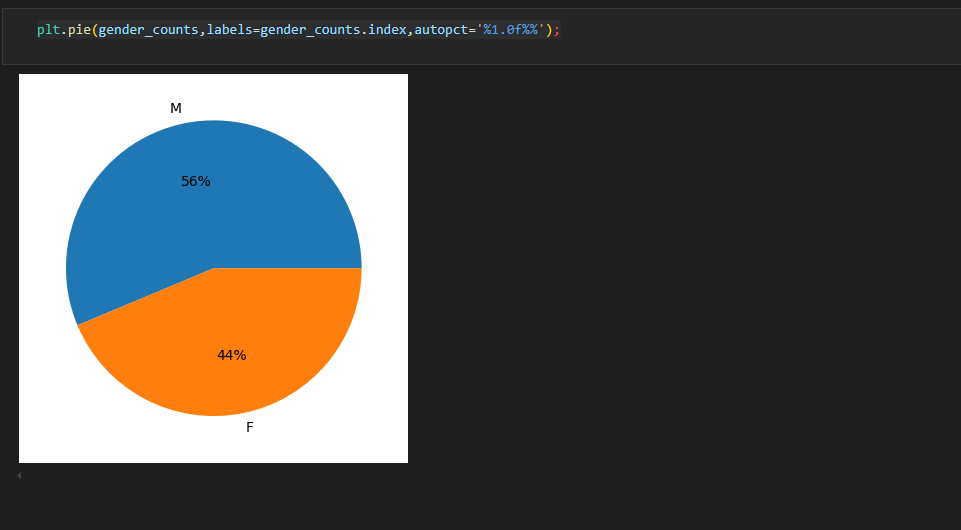 plt.pie(gender_counts,labels=gender_counts.index,autopct='%1.0f%%');
M
56%
44%
F